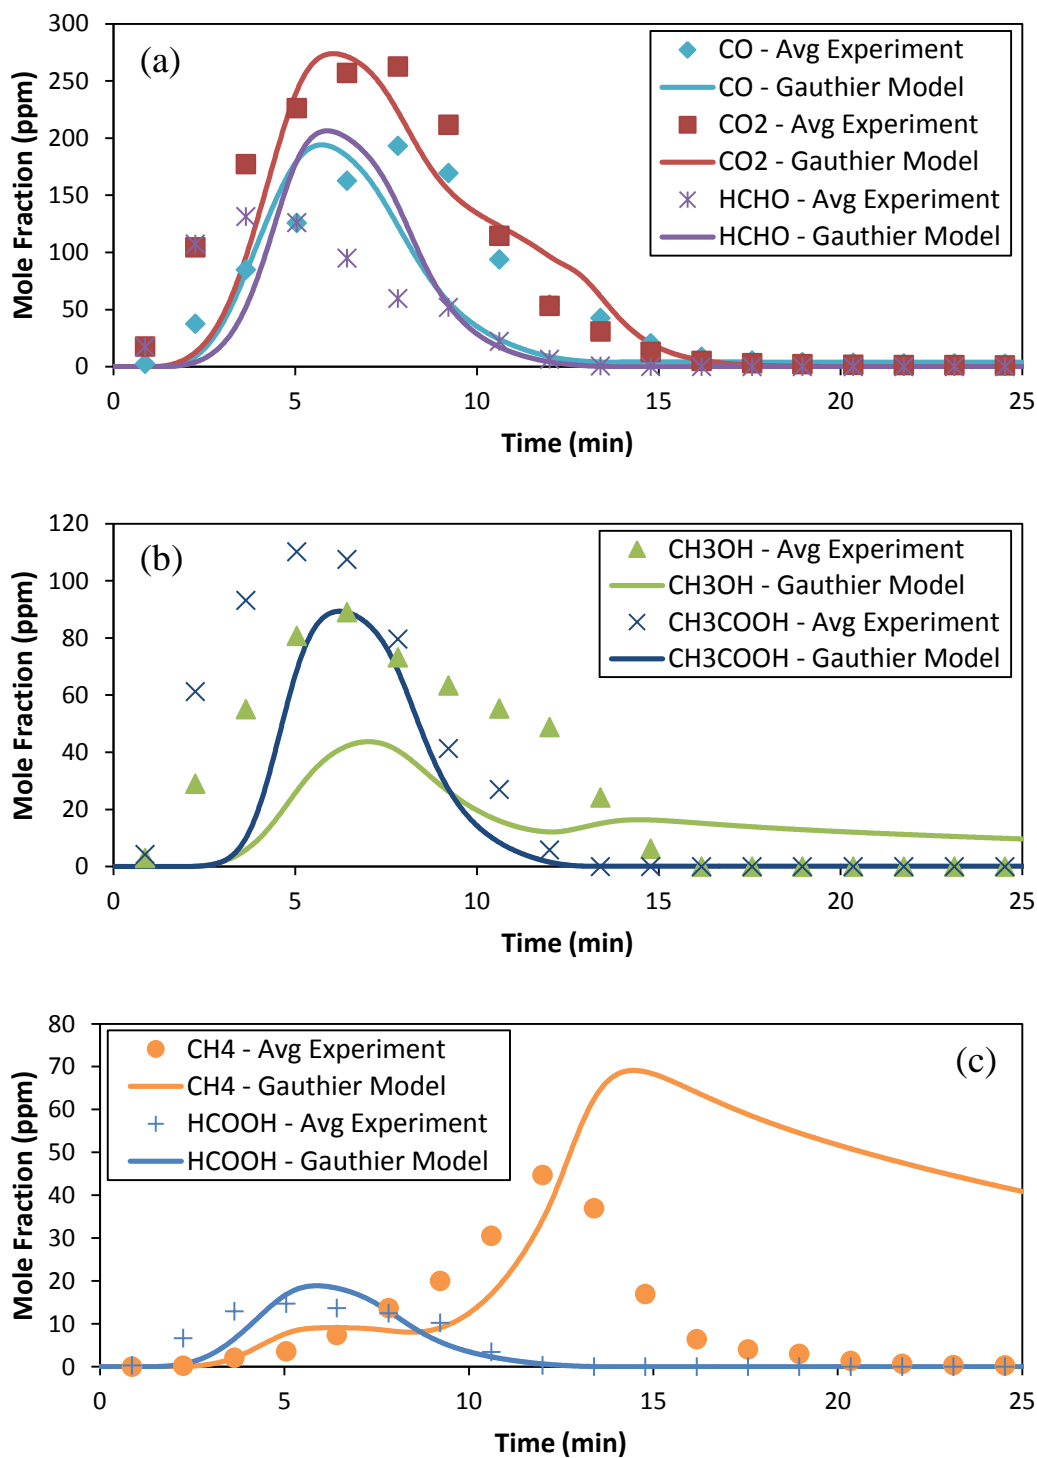 300
250
200
150
100
50
0
Mole Fraction (ppm)
(a)
CO - Avg Experiment
CO - Gauthier Model
CO2 - Avg Experiment
CO2 - Gauthier Model
HCHO - Avg Experiment
HCHO - Gauthier Model
0 5 10 15 20 25
Time (min)
120
100
80
60
40
20
0
Mole Fraction (ppm)
(b)
CH3OH - Avg Experiment
CH3OH - Gauthier Model
CH3COOH - Avg Experiment
CH3COOH - Gauthier Model
0 5 10 15 20 25
Time (min)
80
70
60
50
40
30
20
10
0
Mole Fraction (ppm)
CH4 - Avg Experiment
CH4 - Gauthier Model
HCOOH - Avg Experiment
HCOOH - Gauthier Model
(c)
0 5 10 15 20 25
Time (min)